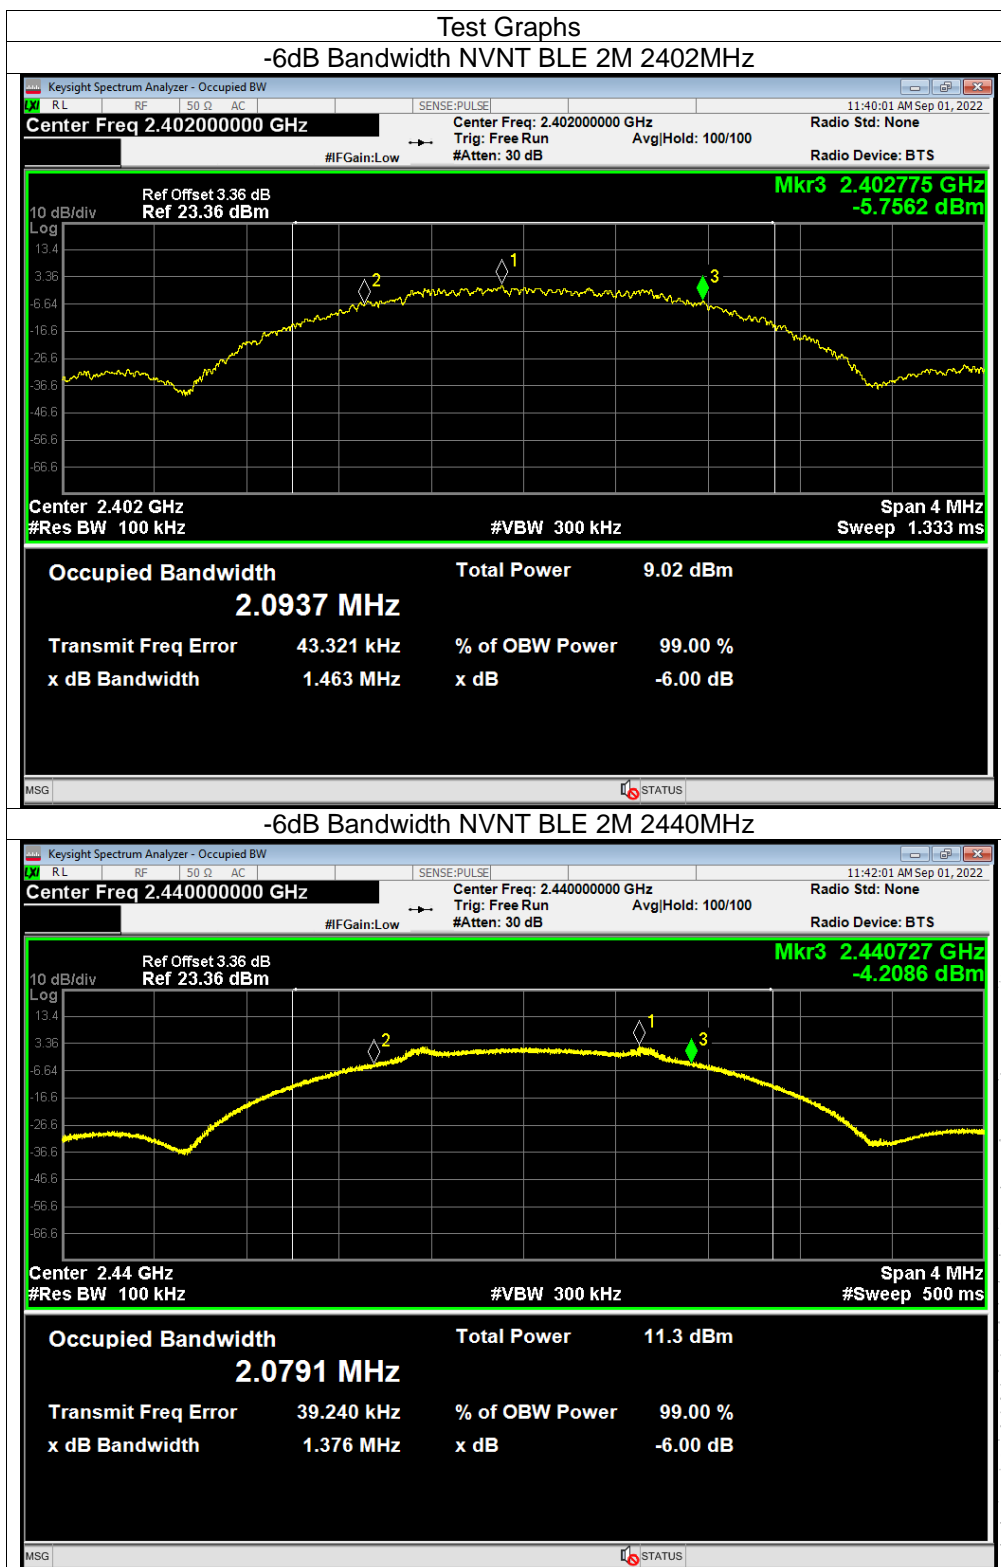 Test Graphs
-6dB Bandwidth NVNT BLE 2M 2402MHz
Keysight Spectrum Analyzer - Occupied BW
LXI RL RF 50 Ω AC SENSE:PULSE 11:40:01 AM Sep 01, 2022
Center Freq 2.402000000 GHz Center Freq: 2.402000000 GHz Radio Std: None
Trig: Free Run Avg|Hold: 100/100
#IFGain:Low #Atten: 30 dB Radio Device: BTS
Mkr3 2.402775 GHz
Ref Offset 3.36 dB
10 dB/div Ref 23.36 dBm -5.7562 dBm
Log
13.4
1
3.36
2
3
-6.64
-16.6
-26.6
-36.6
-46.6
-56.6
-66.6
Center 2.402 GHz Span 4 MHz
#Res BW 100 kHz #VBW 300 kHz Sweep 1.333 ms
Occupied Bandwidth Total Power 9.02 dBm
2.0937 MHz
Transmit Freq Error 43.321 kHz % of OBW Power 99.00 %
x dB Bandwidth 1.463 MHz x dB -6.00 dB
MSG STATUS
-6dB Bandwidth NVNT BLE 2M 2440MHz
Keysight Spectrum Analyzer - Occupied BW
LXI RL RF 50 Ω AC SENSE:PULSE 11:42:01 AM Sep 01, 2022
Center Freq 2.440000000 GHz Center Freq: 2.440000000 GHz Radio Std: None
Trig: Free Run Avg|Hold: 100/100
#IFGain:Low #Atten: 30 dB Radio Device: BTS
Mkr3 2.440727 GHz
Ref Offset 3.36 dB
10 dB/div Ref 23.36 dBm -4.2086 dBm
Log
13.4
1
3.36
2
3
-6.64
-16.6
-26.6
-36.6
-46.6
-56.6
-66.6
Center 2.44 GHz Span 4 MHz
#Res BW 100 kHz #VBW 300 kHz #Sweep 500 ms
Occupied Bandwidth Total Power 11.3 dBm
2.0791 MHz
Transmit Freq Error 39.240 kHz % of OBW Power 99.00 %
x dB Bandwidth 1.376 MHz x dB -6.00 dB
MSG STATUS